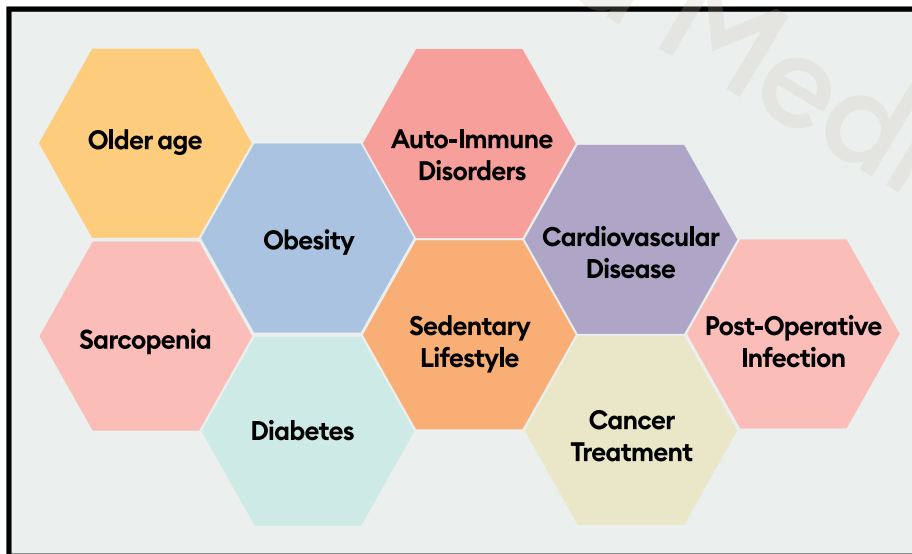 Older age
Auto-Immune
Disorders
Obesity
Cardiovascular
Disease
Sarcopenia
Sedentary
Lifestyle
Post-Operative
Infection
Diabetes
Cancer
Treatment